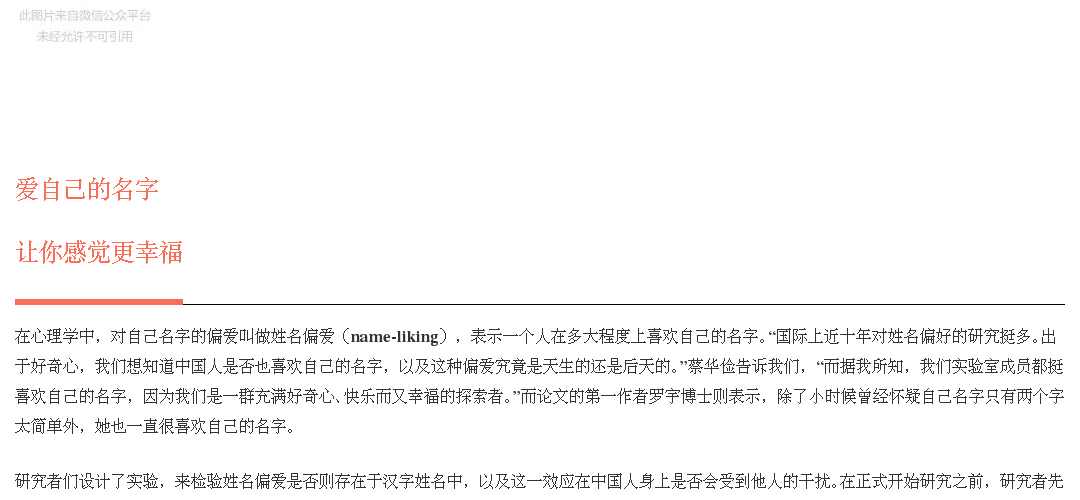 此图片来自微信公众平台
未经允许不可引用
爱自己的名字
让你感觉更幸福
在心理学中，对自己名字的偏爱叫做姓名偏爱（name-liking），表示一个人在多大程度上喜欢自己的名字。“国际上近十年对姓名偏好的研究挺多。出
于好奇心，我们想知道中国人是否也喜欢自己的名字，以及这种偏爱究竟是天生的还是后天的。”蔡华俭告诉我们，“而据我所知，我们实验室成员都挺
喜欢自己的名字，因为我们是一群充满好奇心、快乐而又幸福的探索者。”而论文的第一作者罗宇博士则表示，除了小时候曾经怀疑自己名字只有两个字
太简单外，她也一直很喜欢自己的名字。
研究者们设计了实验，来检验姓名偏爱是否则存在于汉字姓名中，以及这一效应在中国人身上是否会受到他人的干扰。在正式开始研究之前，研究者先